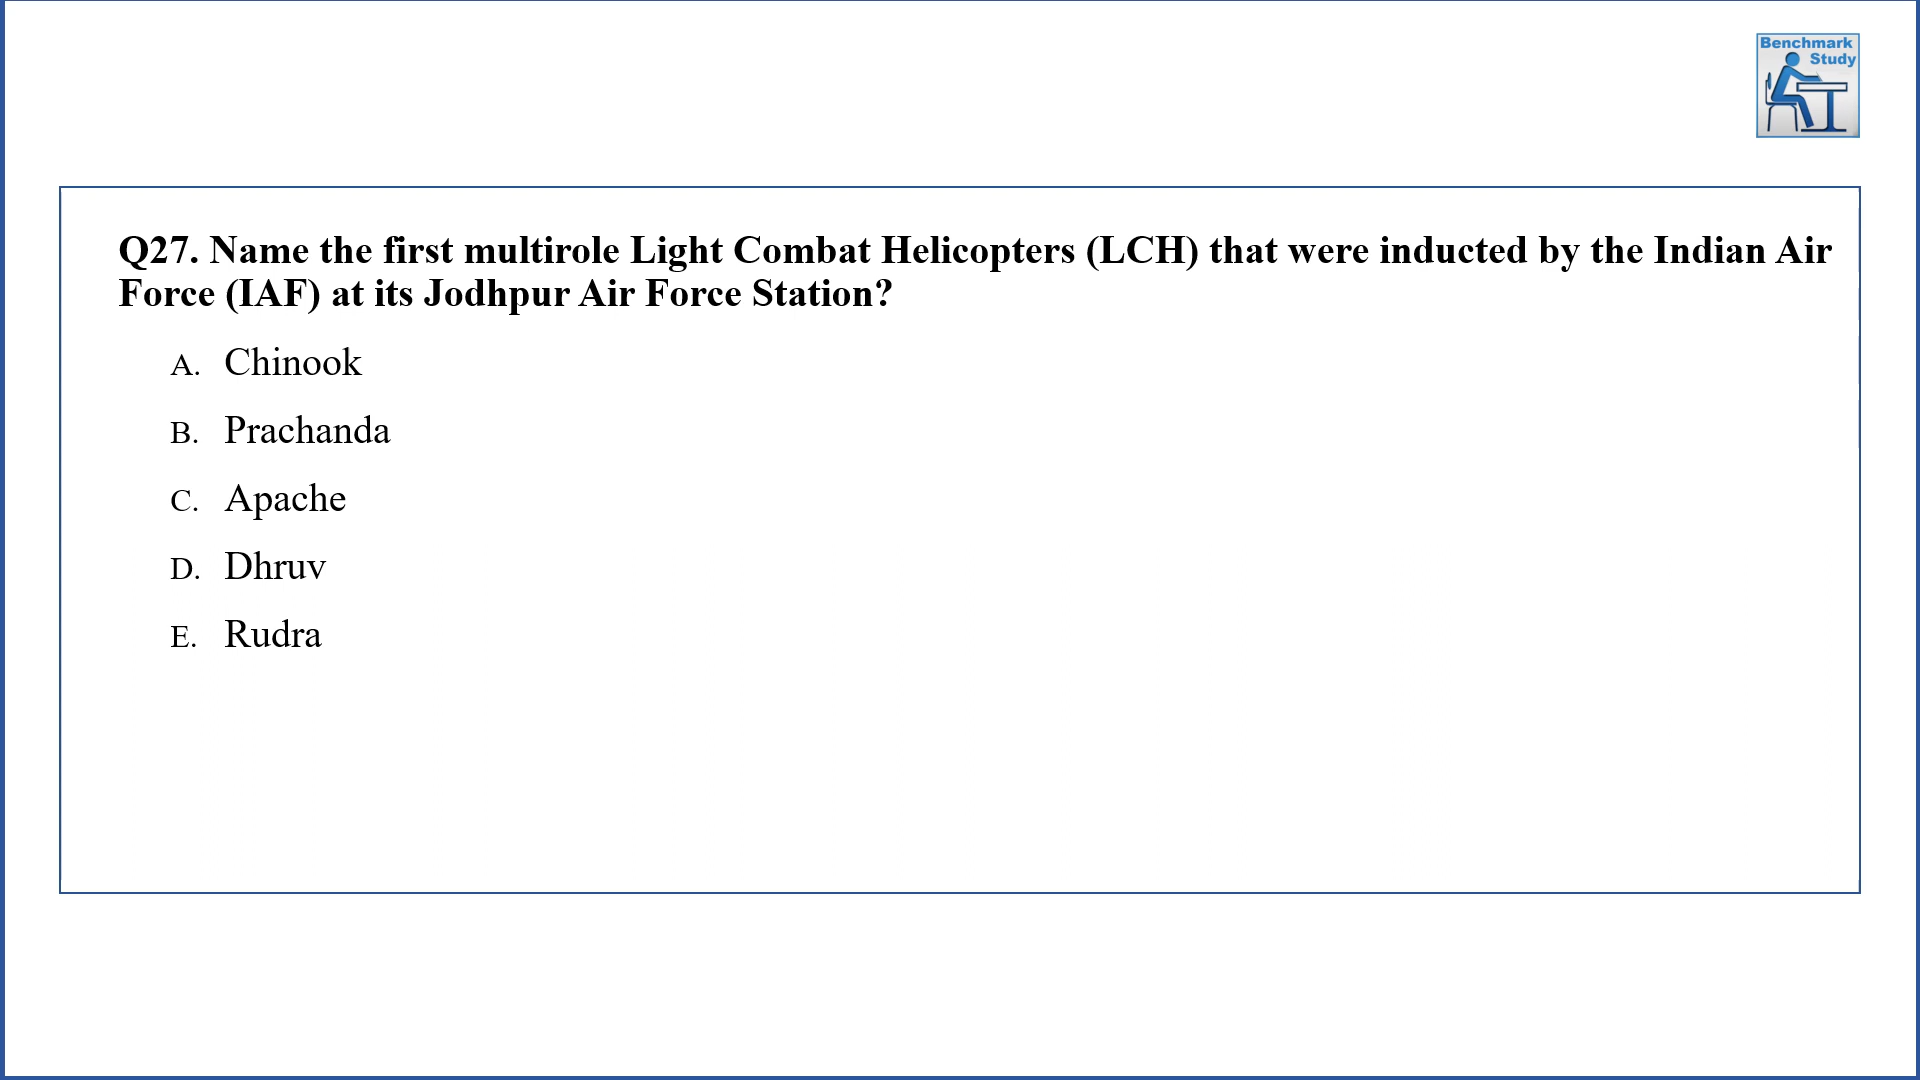 Benchmark
Study
Q27. Name the first multirole Light Combat Helicopters (LCH) that were inducted by the Indian Air
Force (IAF) at its Jodhpur Air Force Station?
A. Chinook
B. Prachanda
C. Apache
D. Dhruv
E. Rudra